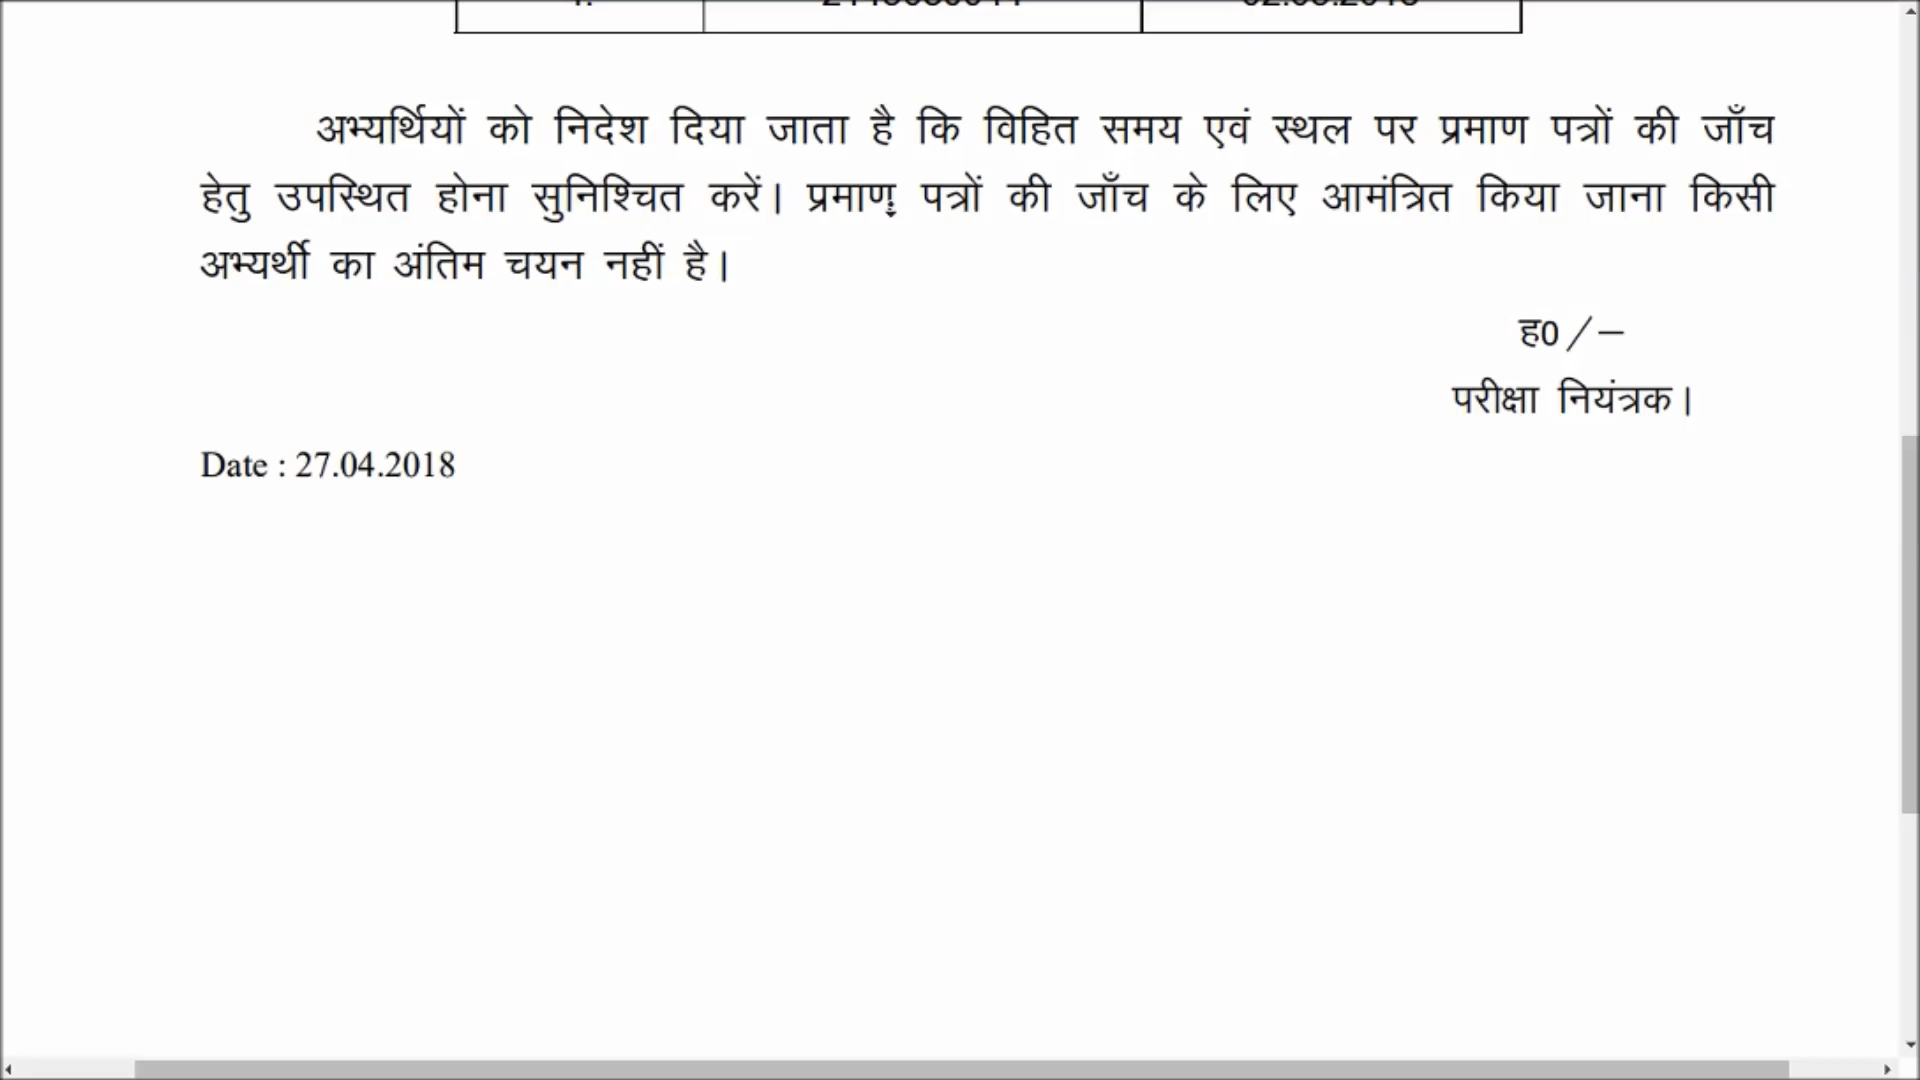 अभ्यर्थियों को निदेश दिया जाता है कि विहित समय एवं स्थल पर प्रमाण पत्रों की जाँच
हेतु उपस्थित होना सुनिश्चित करें। प्रमाण पत्रों की जाँच के लिए आमंत्रित किया जाना किसी
अभ्यर्थी का अंतिम चयन नहीं है।
ह0/–
परीक्षा नियंत्रक।
Date : 27.04.2018